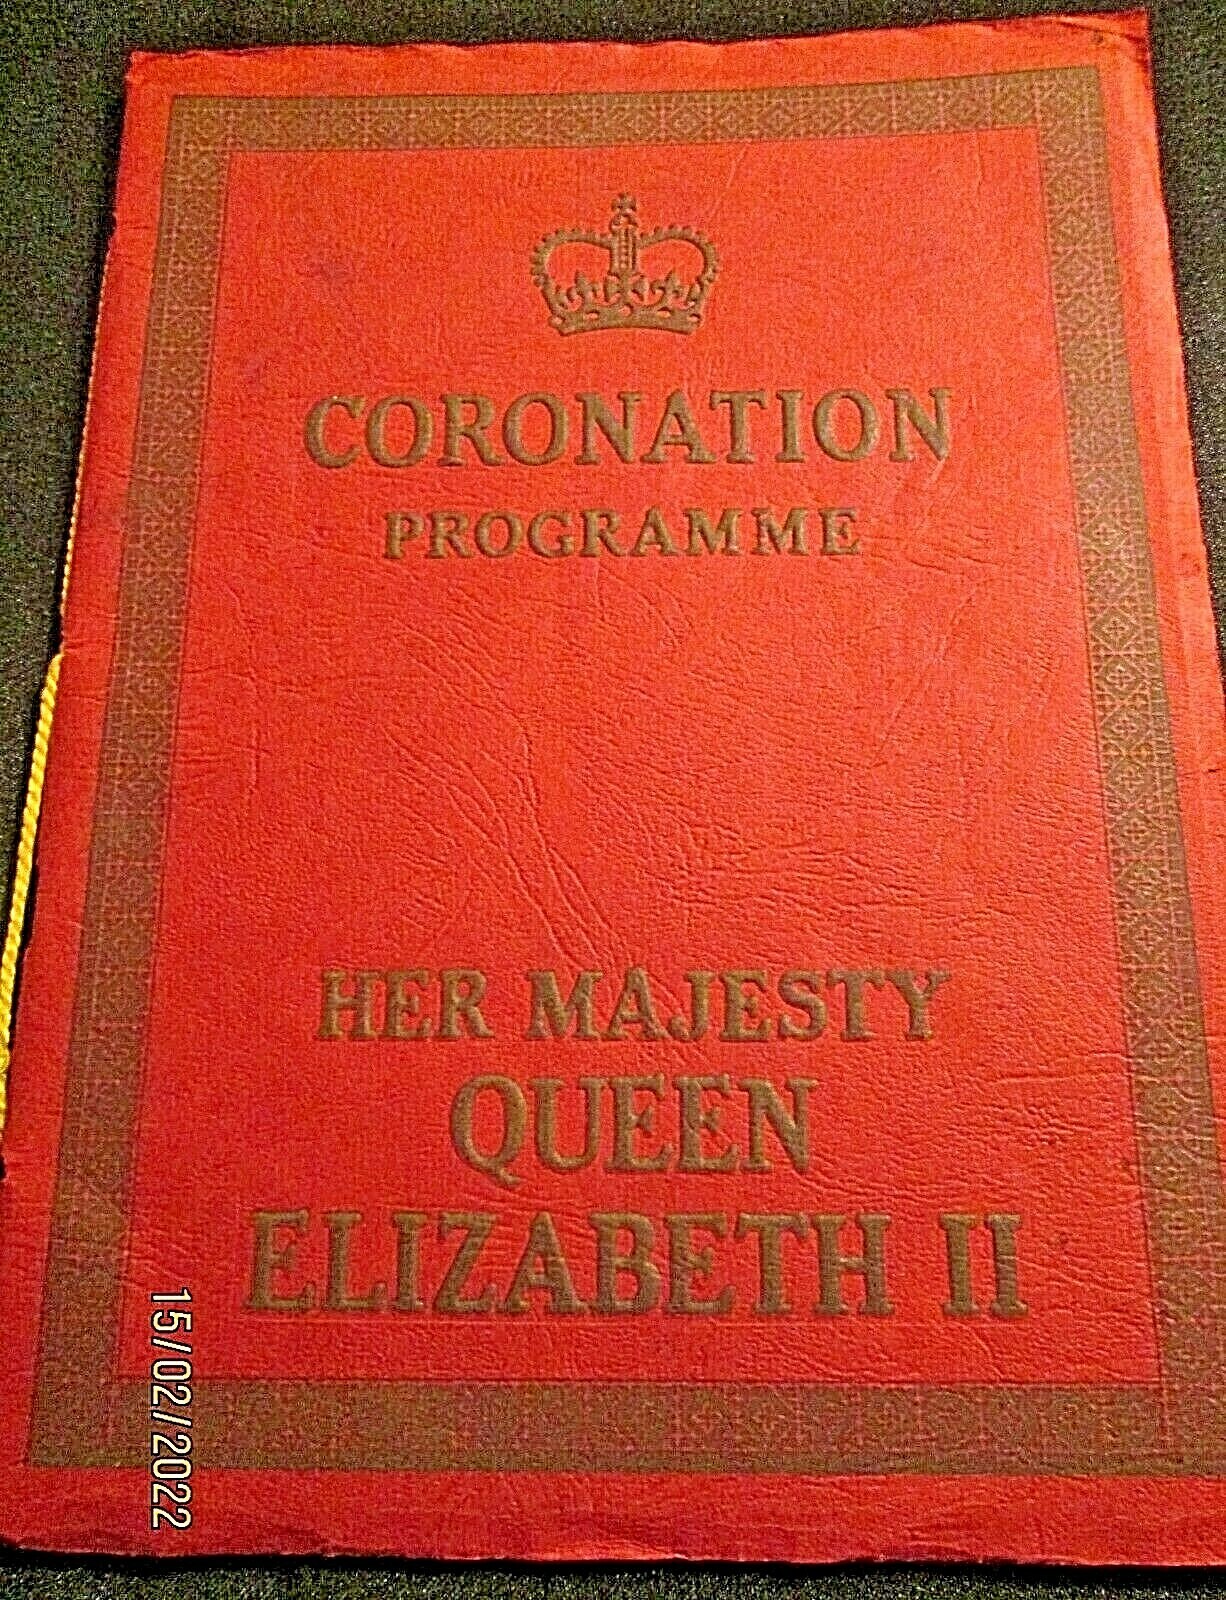 CORONATION
PROGRAMME
HER MAJESTY
QUEEN
ELIZABETH II
15/02/2022